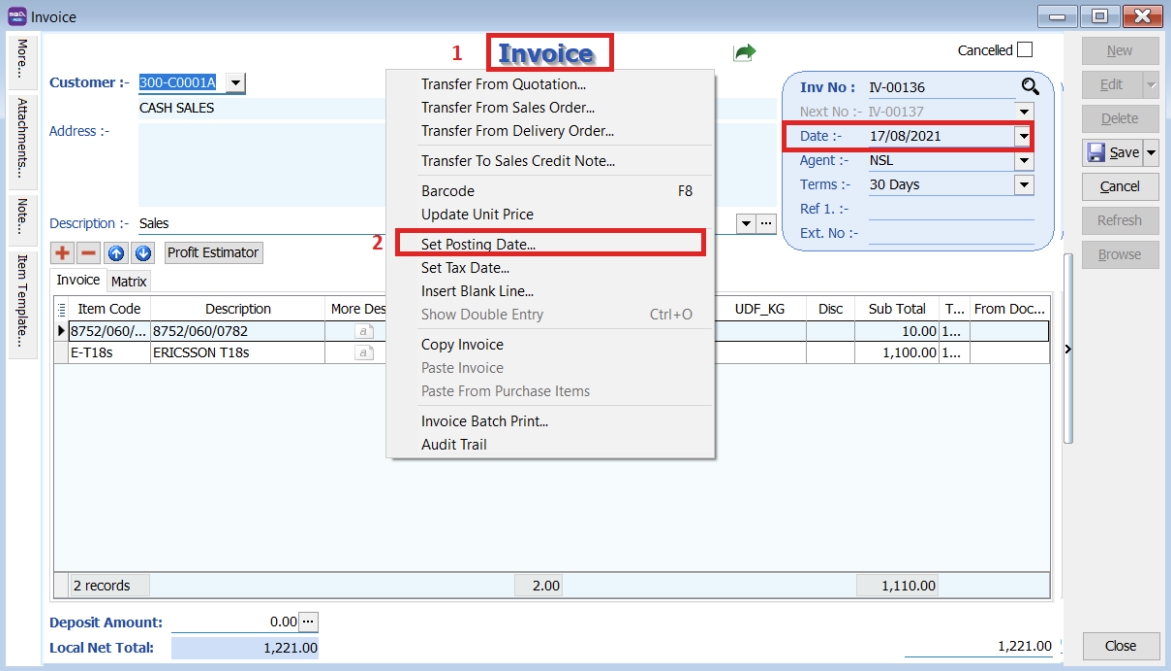 Invoice
More...
Attachments...
Note...
Item Template...
1
Invoice
Cancelled
Customer :- 300-C0001A
CASH SALES
Address :-
Description :- Sales
Inv No : IV-00136
Next No :- IV-00137
Date :- 17/08/2021
Agent :- NSL
Terms :- 30 Days
Ref 1. :-
Ext. No :-
Transfer From Quotation...
Transfer From Sales Order...
Transfer From Delivery Order...
Transfer To Sales Credit Note...
Barcode F8
Update Unit Price
2
Set Posting Date...
Set Tax Date...
Insert Blank Line...
Show Double Entry Ctrl+O
Copy Invoice
Paste Invoice
Paste From Purchase Items
Invoice Batch Print...
Audit Trail
Profit Estimator
Invoice Matrix
Item Code Description More Des UDF_KG Disc Sub Total T... From Doc...
8752/060/... 8752/060/0782 10.00 1...
E-T18s ERICSSON T18s 1,100.00 1...
2 records 2.00 1,110.00
Deposit Amount: 0.00
Local Net Total: 1,221.00 1,221.00
New
Edit
Delete
Save
Cancel
Refresh
Browse
Close